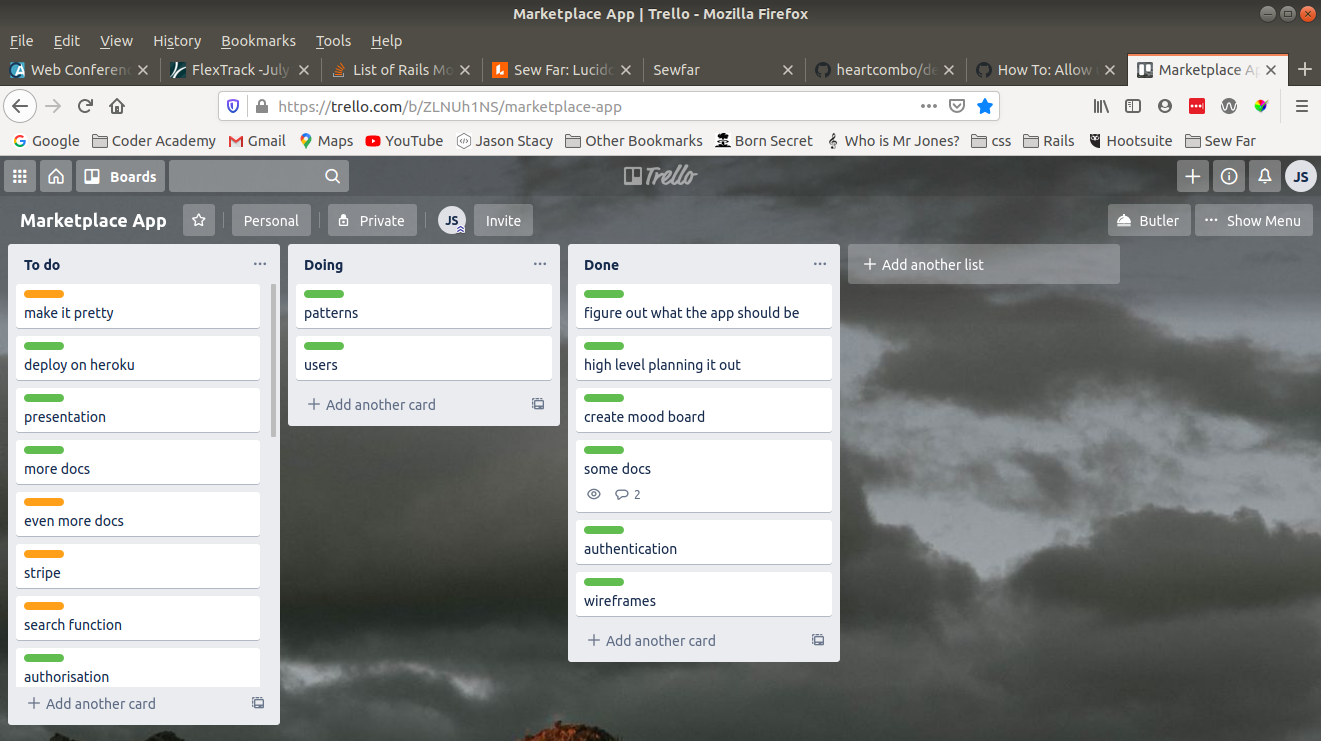 Marketplace App | Trello - Mozilla Firefox
File Edit View History Bookmarks Tools Help
Web Conferenc FlexTrack -July List of Rails Mo Sew Far: Lucidc Sewfar heartcombo/de How To: Allow Marketplace Ap
https://trello.com/b/ZLNUh1NS/marketplace-app
Google Coder Academy Gmail Maps YouTube Jason Stacy Other Bookmarks Born Secret Who is Mr Jones? css Rails Hootsuite Sew Far
Boards Trello JS
Marketplace App Personal Private JS Invite Butler Show Menu
To do
make it pretty
deploy on heroku
presentation
more docs
even more docs
stripe
search function
authorisation
+ Add another card
Doing
patterns
users
+ Add another card
Done
figure out what the app should be
high level planning it out
create mood board
some docs
2
authentication
wireframes
+ Add another card
+ Add another list